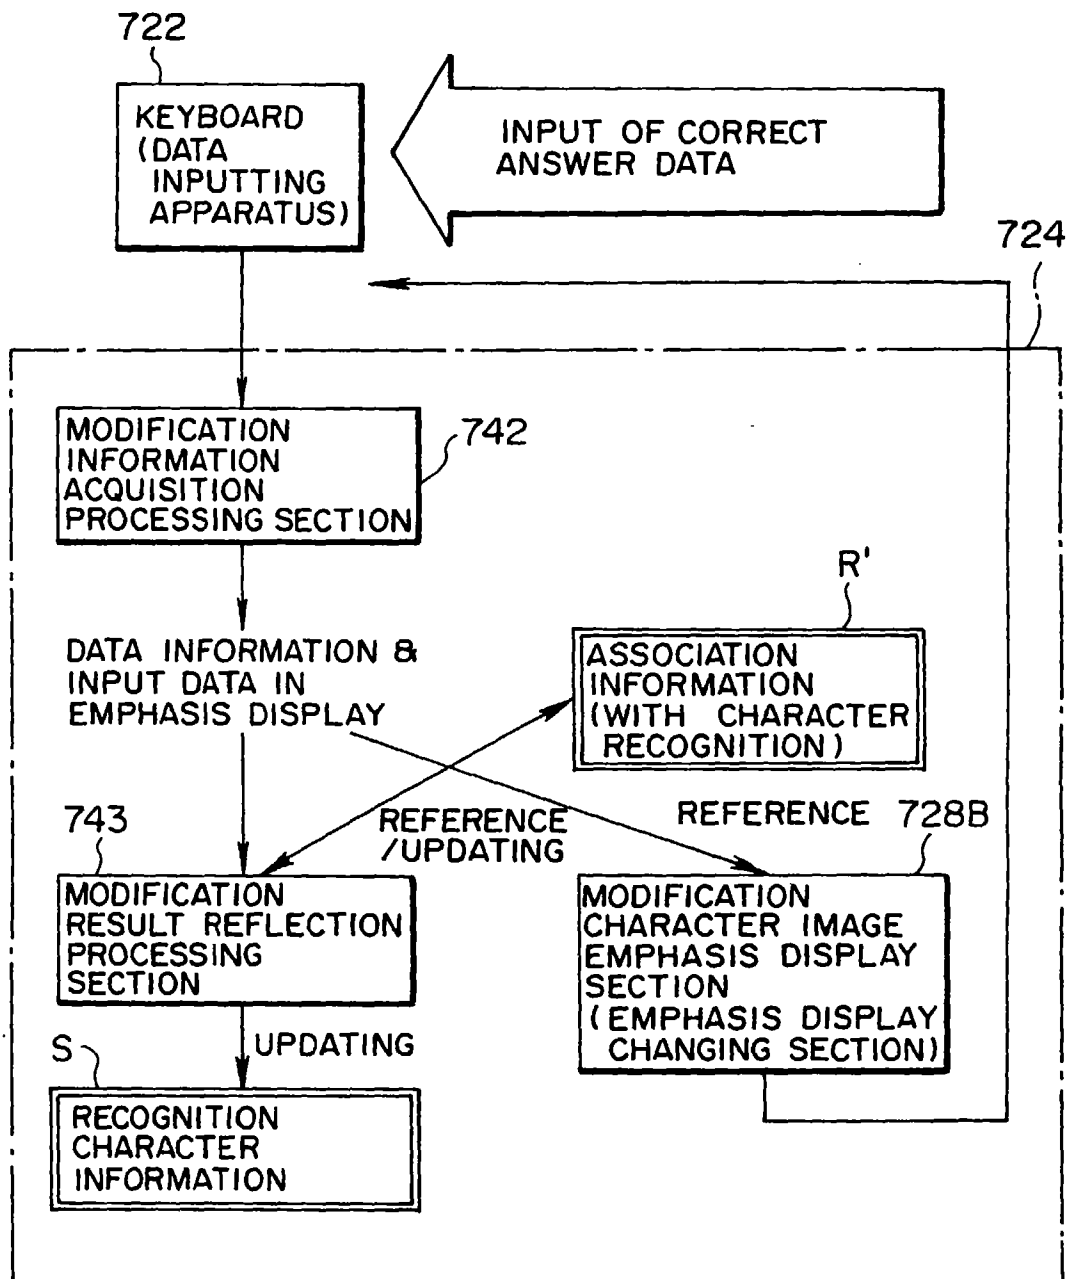 722
KEYBOARD
(DATA
INPUTTING
APPARATUS)
INPUT OF CORRECT
ANSWER DATA
724
MODIFICATION
INFORMATION
ACQUISITION
PROCESSING SECTION
742
R'
DATA INFORMATION &
INPUT DATA IN
EMPHASIS DISPLAY
ASSOCIATION
INFORMATION
(WITH CHARACTER
RECOGNITION)
743
REFERENCE
/UPDATING
REFERENCE
728B
MODIFICATION
RESULT REFLECTION
PROCESSING
SECTION
MODIFICATION
CHARACTER IMAGE
EMPHASIS DISPLAY
SECTION
(EMPHASIS DISPLAY
CHANGING SECTION)
S
UPDATING
RECOGNITION
CHARACTER
INFORMATION